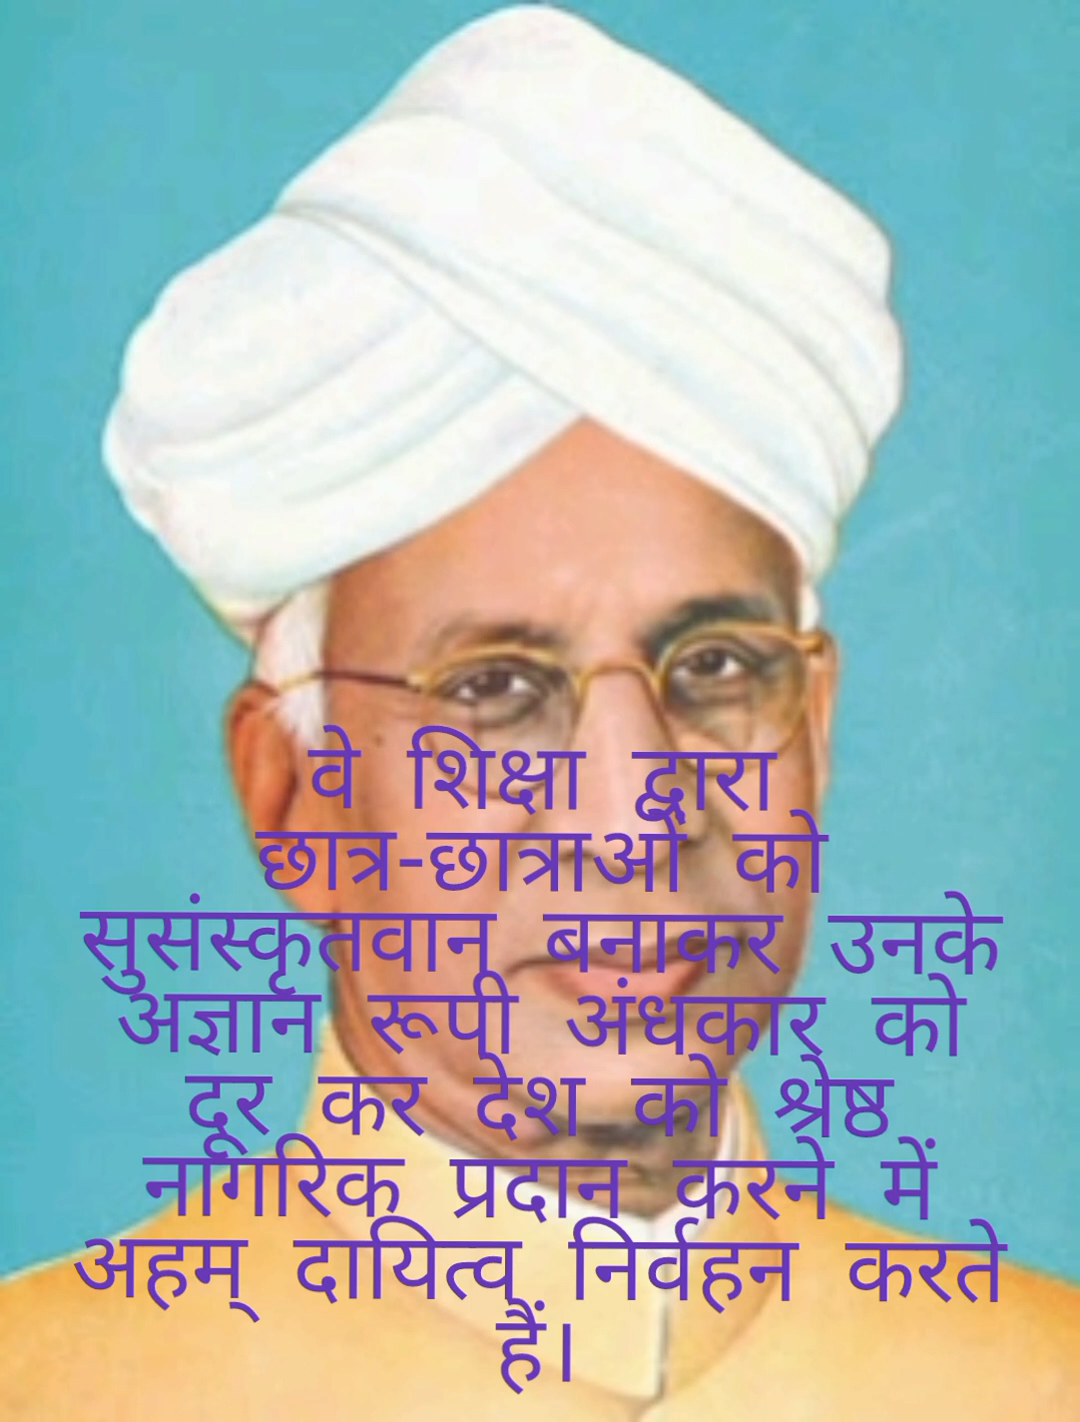 वे शिक्षा द्वारा
छात्र-छात्राओं को
सुसंस्कृतवान् बनाकर उनके
अज्ञान रूपी अंधकार को
दूर कर देश को श्रेष्ठ
नागरिक प्रदान करने में
अहम् दायित्व निर्वहन करते
हैं।